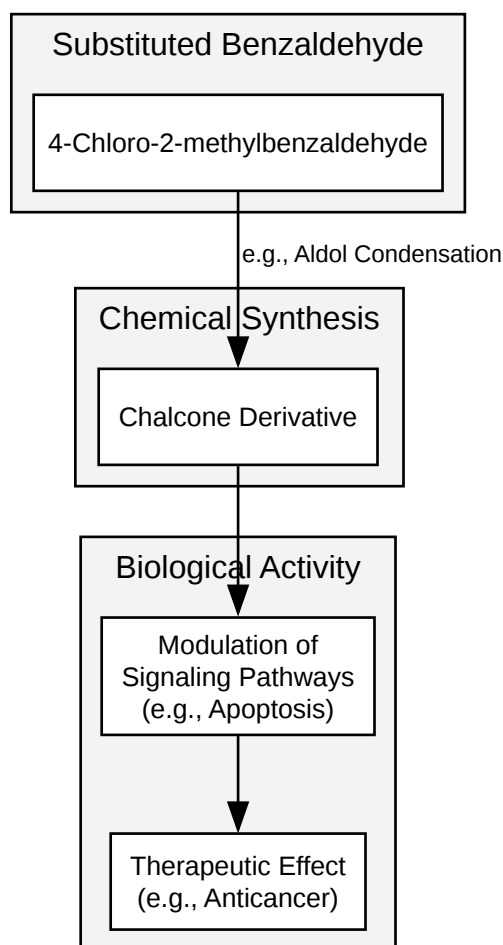 Substituted Benzaldehyde
4-Chloro-2-methylbenzaldehyde
e.g., Aldol Condensation
Chemical Synthesis
Chalcone Derivative
Biological Activity
Modulation of
Signaling Pathways
(e.g., Apoptosis)
Therapeutic Effect
(e.g., Anticancer)